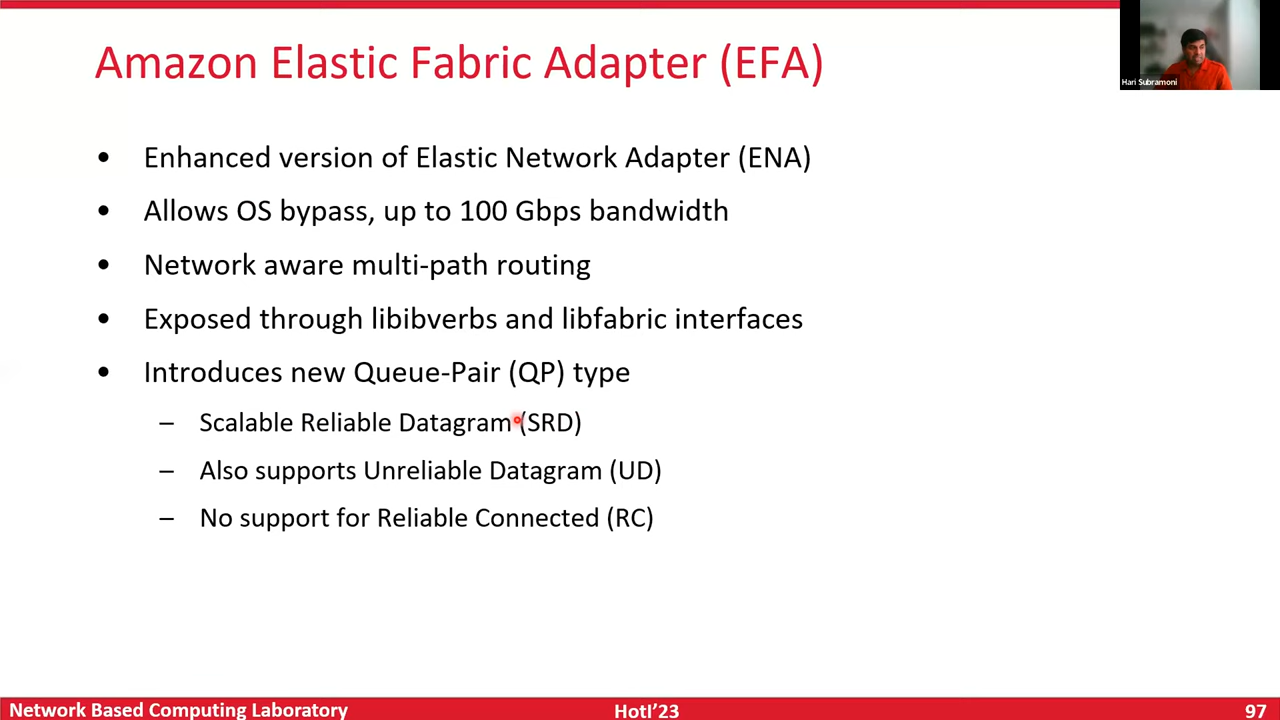 Amazon Elastic Fabric Adapter (EFA)
Hari Subramoni
• Enhanced version of Elastic Network Adapter (ENA)
• Allows OS bypass, up to 100 Gbps bandwidth
• Network aware multi-path routing
• Exposed through libibverbs and libfabric interfaces
• Introduces new Queue-Pair (QP) type
– Scalable Reliable Datagram (SRD)
– Also supports Unreliable Datagram (UD)
– No support for Reliable Connected (RC)
Network Based Computing Laboratory
HotI’23
97